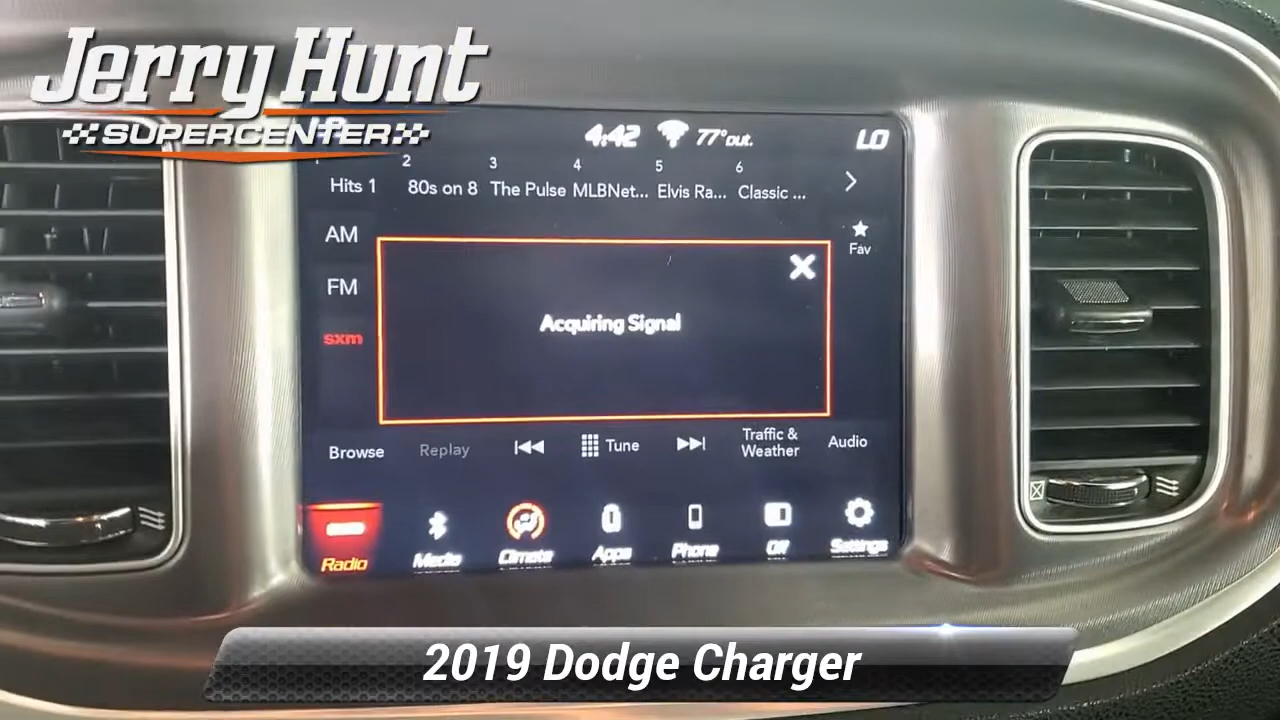 Jerry Hunt
SUPERCENTER
4:42 77°out. LO
1 2 3 4 5 6
Hits 1 80s on 8 The Pulse MLBNet... Elvis Ra... Classic ...
AM
Fav
FM
Acquiring Signal
sxm
Browse Replay Tune Traffic & Weather Audio
Radio Media Climate Apps Phone Off Settings
2019 Dodge Charger